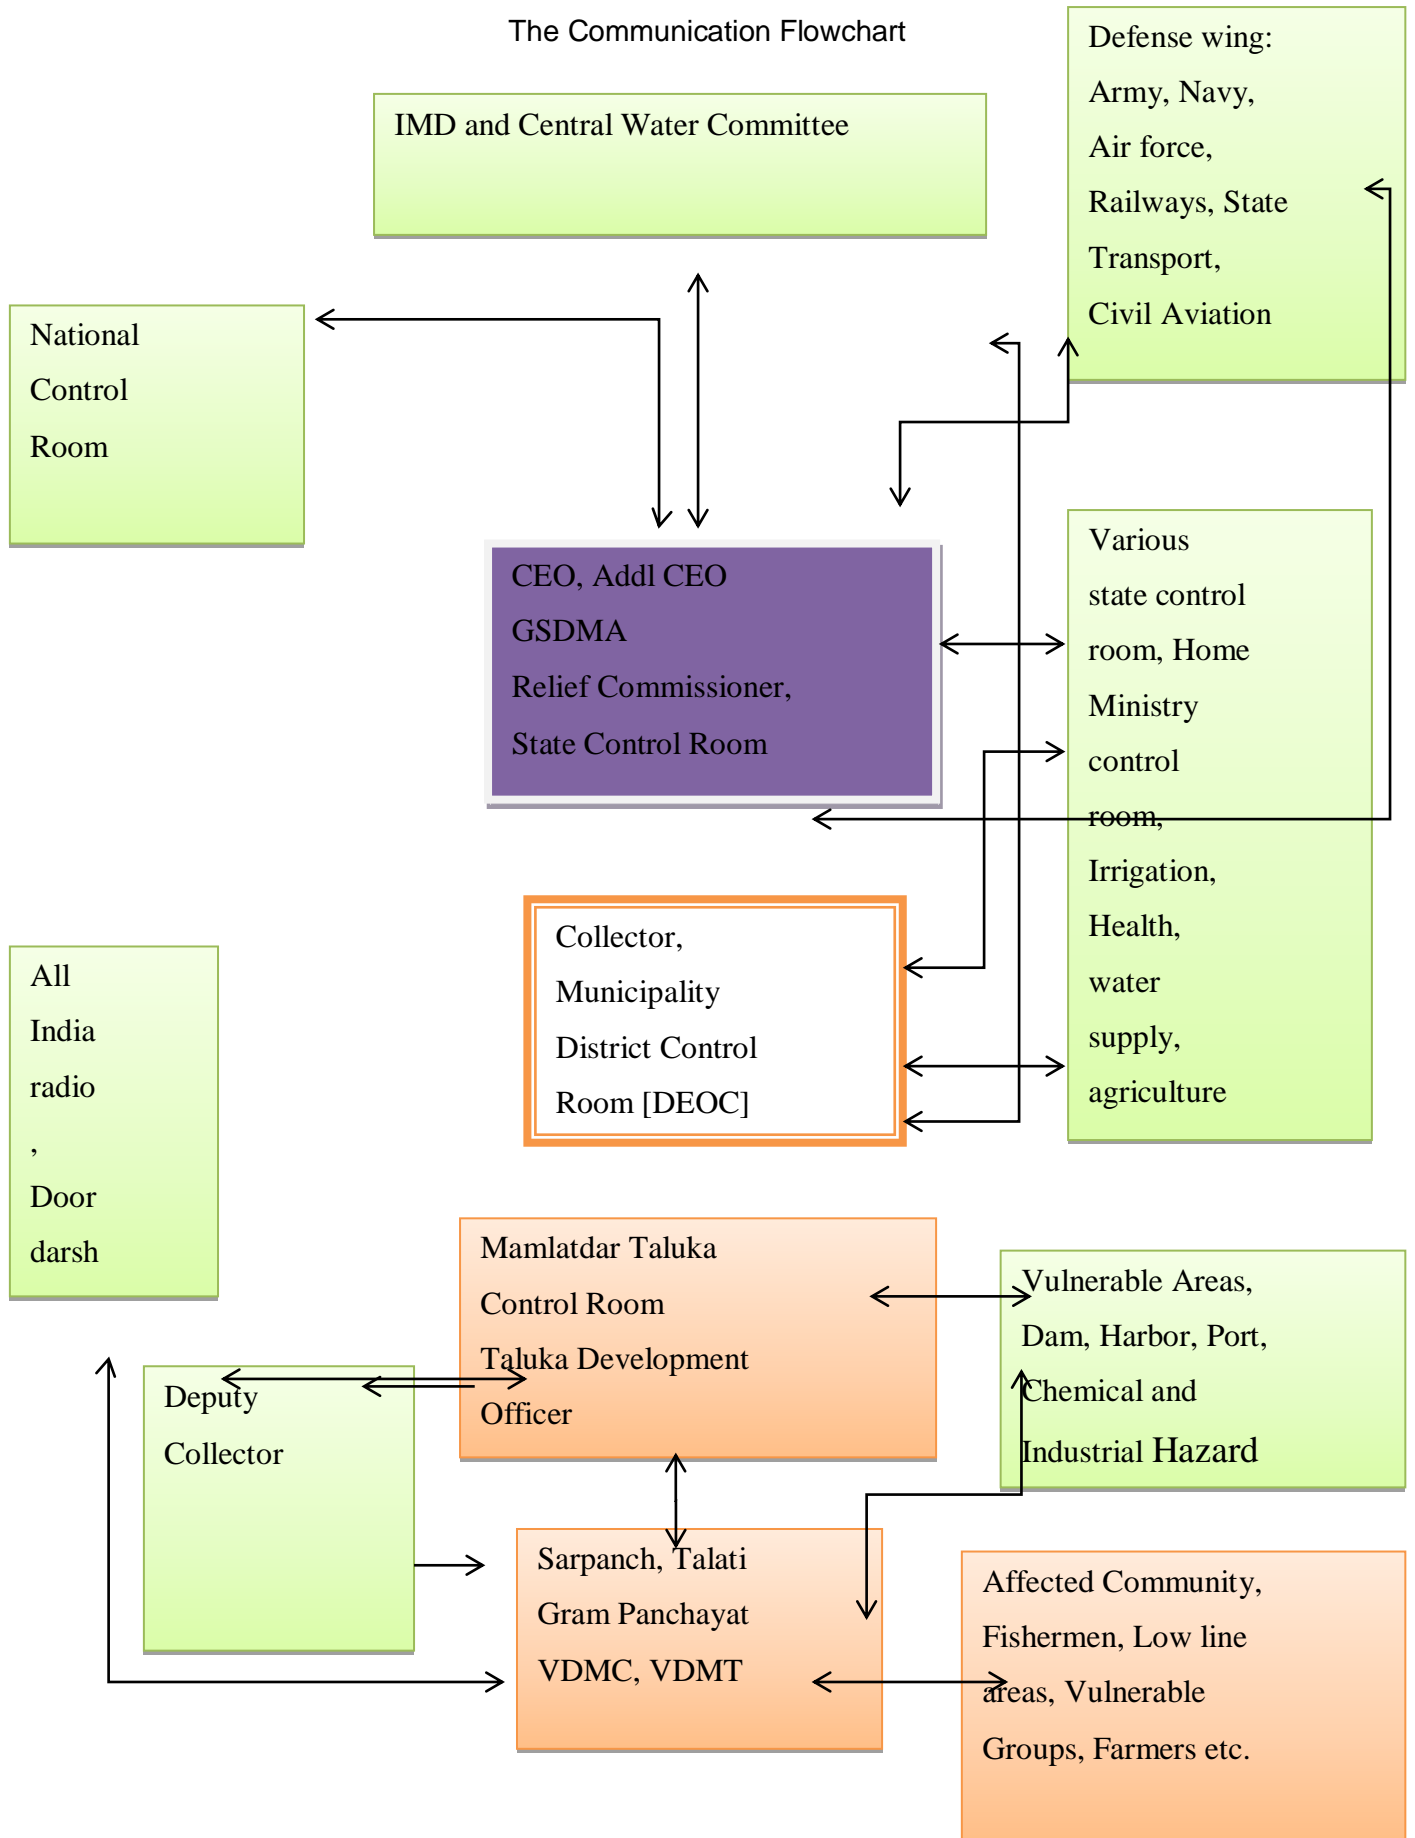 The Communication Flowchart
Defense wing:
Army, Navy,
Air force,
Railways, State
Transport,
Civil Aviation
IMD and Central Water Committee
National
Control
Room
CEO, Addl CEO
GSDMA
Relief Commissioner,
State Control Room
Various
state control
room, Home
Ministry
control
room,
Irrigation,
Health,
water
supply,
agriculture
Collector,
Municipality
District Control
Room [DEOC]
All
India
radio
,
Door
darsh
Mamlatdar Taluka
Control Room
Taluka Development
Officer
Vulnerable Areas,
Dam, Harbor, Port,
Chemical and
Industrial Hazard
Deputy
Collector
Sarpanch, Talati
Gram Panchayat
VDMC, VDMT
Affected Community,
Fishermen, Low line
areas, Vulnerable
Groups, Farmers etc.